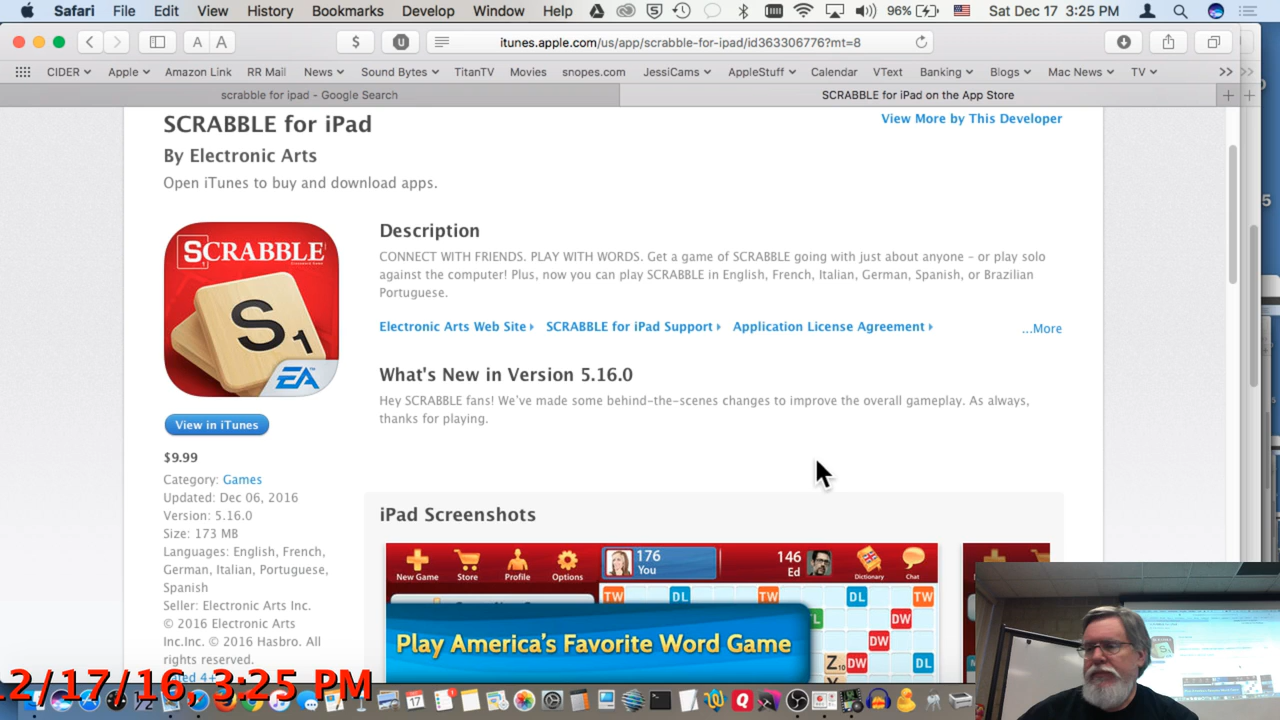 Safari File Edit View History Bookmarks Develop Window Help 96% Sat Dec 17 3:25 PM
A A $ itunes.apple.com/us/app/scrabble-for-ipad/id363306776?mt=8
CIDER Apple Amazon Link RR Mail News Sound Bytes TitanTV Movies snopes.com JessiCams AppleStuff Calendar VText Banking Blogs Mac News TV
scrabble for ipad - Google Search SCRABBLE for iPad on the App Store
SCRABBLE for iPad
View More by This Developer
By Electronic Arts
Open iTunes to buy and download apps.
SCRABBLE
S1
EA
View in iTunes
$9.99
Category: Games
Updated: Dec 06, 2016
Version: 5.16.0
Size: 173 MB
Languages: English, French,
German, Italian, Portuguese,
Spanish
Seller: Electronic Arts Inc.
© 2016 Electronic Arts
Inc.Inc. © 2016 Hasbro. All
rights reserved.
Description
CONNECT WITH FRIENDS. PLAY WITH WORDS. Get a game of SCRABBLE going with just about anyone – or play solo
against the computer! Plus, now you can play SCRABBLE in English, French, Italian, German, Spanish, or Brazilian
Portuguese.
Electronic Arts Web Site SCRABBLE for iPad Support Application License Agreement ...More
What's New in Version 5.16.0
Hey SCRABBLE fans! We've made some behind-the-scenes changes to improve the overall gameplay. As always,
thanks for playing.
iPad Screenshots
New Game Store Profile Options 176 You 146 Ed Dictionary Chat
TW DL TW DL TW
DW
Z10 DW DL
Play America's Favorite Word Game
2/17/16, 3:25 PM